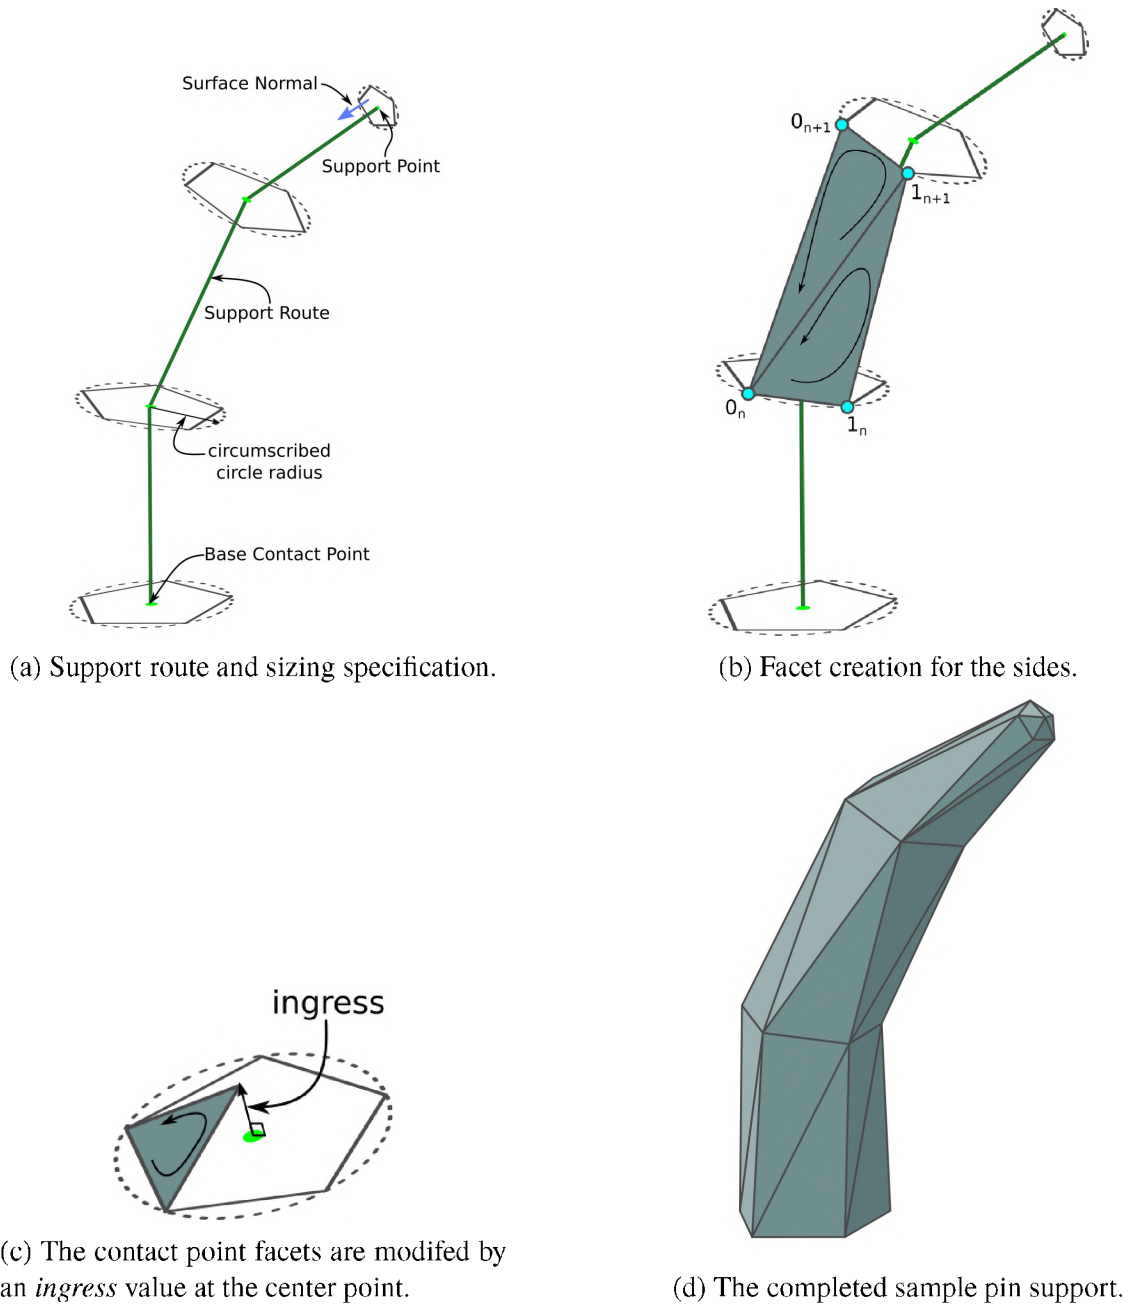 Surface Normal
Support Point
Support Route
circumscribed
circle radius
Base Contact Point
(a) Support route and sizing specification.
0n+1
1n+1
0n
1n
(b) Facet creation for the sides.
ingress
(c) The contact point facets are modifed by
an ingress value at the center point.
(d) The completed sample pin support.